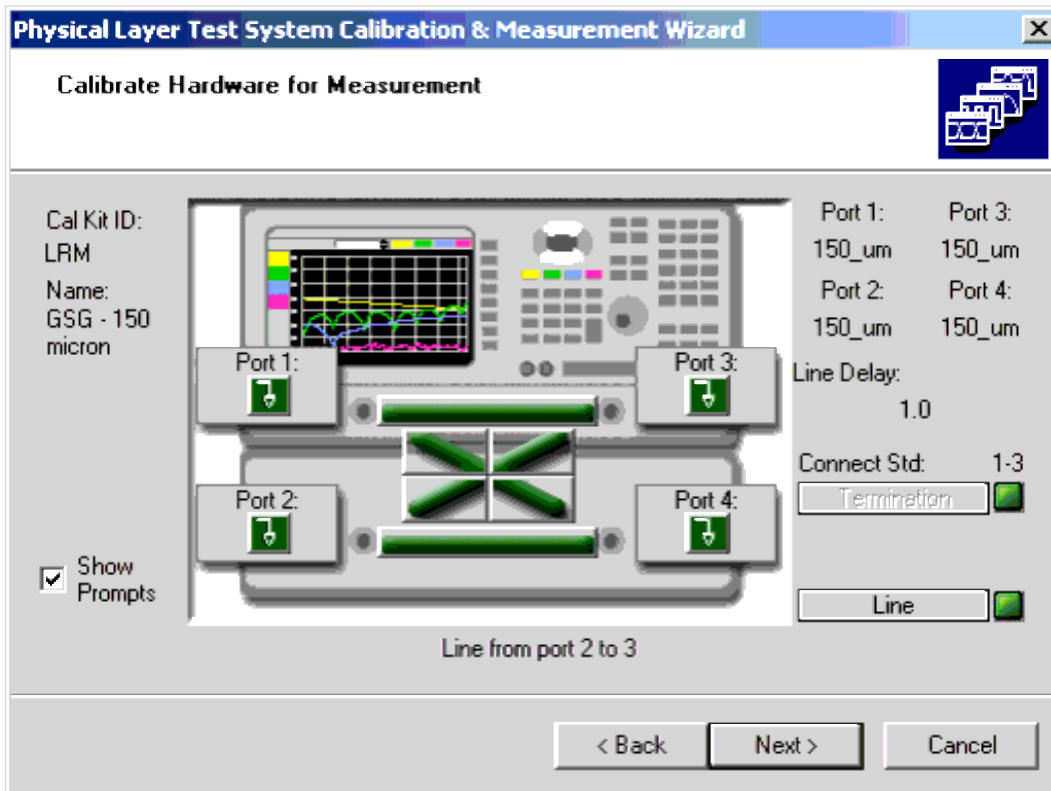 Physical Layer Test System Calibration & Measurement Wizard
Calibrate Hardware for Measurement
Cal Kit ID:
LRM
Name:
GSG - 150
micron
Show
Prompts
Port 1:
Port 3:
Port 2:
Port 4:
Line from port 2 to 3
Port 1: Port 3:
150_um 150_um
Port 2: Port 4:
150_um 150_um
Line Delay:
1.0
Connect Std: 1-3
Termination
Line
< Back Next > Cancel